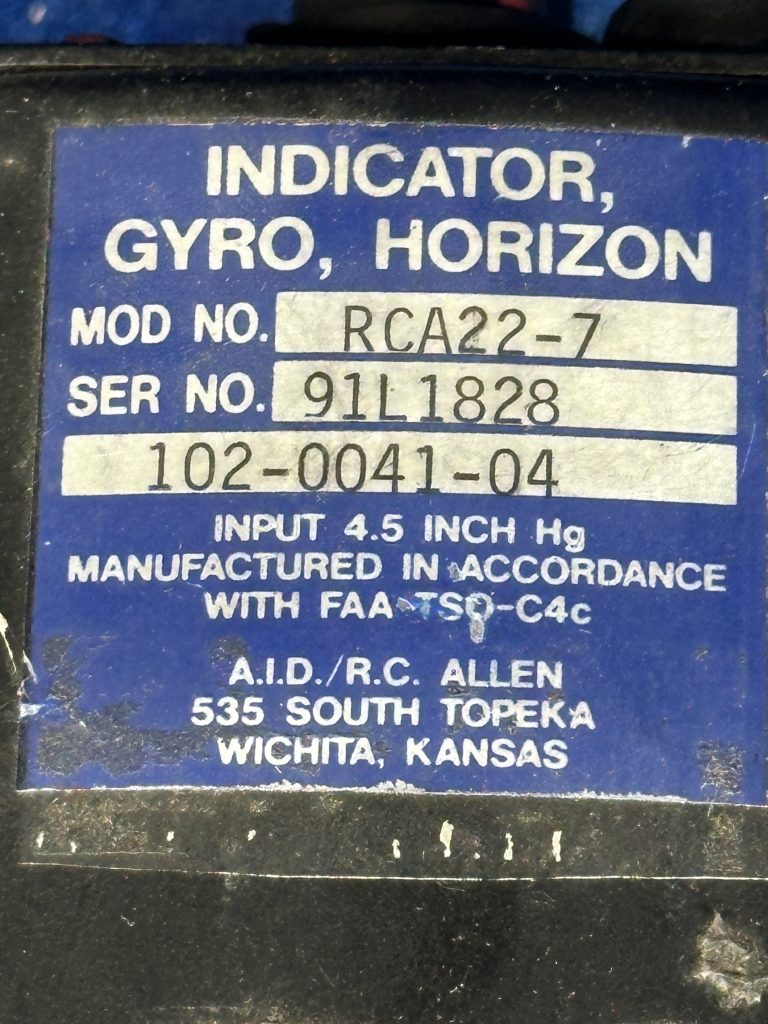 INDICATOR,
GYRO, HORIZON
MOD NO. RCA22-7
SER NO. 91L1828
102-0041-04
INPUT 4.5 INCH Hg
MANUFACTURED IN ACCORDANCE
WITH FAA TSO-C4c
A.I.D./R.C. ALLEN
535 SOUTH TOPEKA
WICHITA, KANSAS